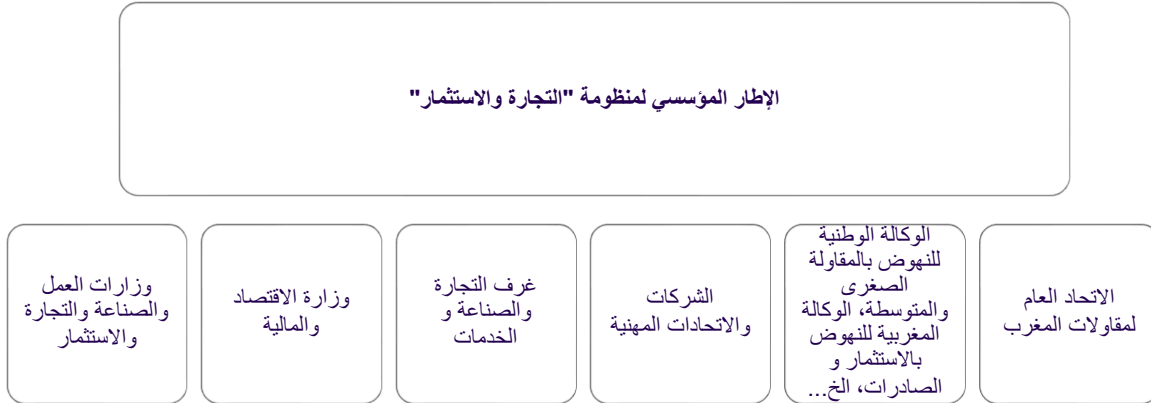 الإطار المؤسسي لمنظومة "التجارة والاستثمار"
الاتحاد العام
لمقاولات المغرب
الوكالة الوطنية
للنهوض بالمقاولة
الصغرى
والمتوسطة، الوكالة
المغربية للنهوض
بالاستثمار و
الصادرات، الخ...
الشركات
والاتحادات المهنية
غرف التجارة
والصناعة و
الخدمات
وزارة الاقتصاد
والمالية
وزارات العمل
والصناعة والتجارة
والاستثمار